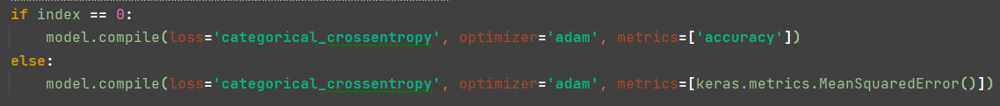 if index == 0:
    model.compile(loss='categorical_crossentropy', optimizer='adam', metrics=['accuracy'])
else:
    model.compile(loss='categorical_crossentropy', optimizer='adam', metrics=[keras.metrics.MeanSquaredError()])